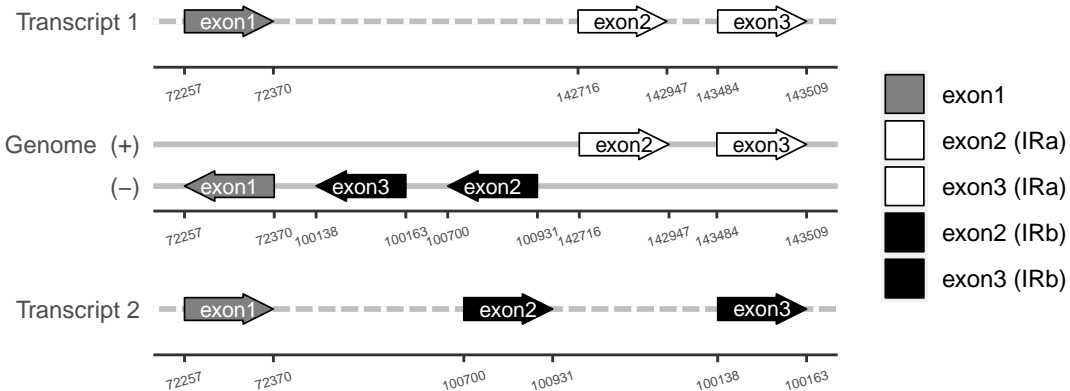 Transcript 1 exon1 exon2 exon3
72257 72370 142716 142947 143484 143509
Genome (+) exon2 exon3
(–) exon1 exon3 exon2
72257 72370 100138 100163 100700 100931 142716 142947 143484 143509
Transcript 2 exon1 exon2 exon3
72257 72370 100700 100931 100138 100163
exon1
exon2 (IRa)
exon3 (IRa)
exon2 (IRb)
exon3 (IRb)